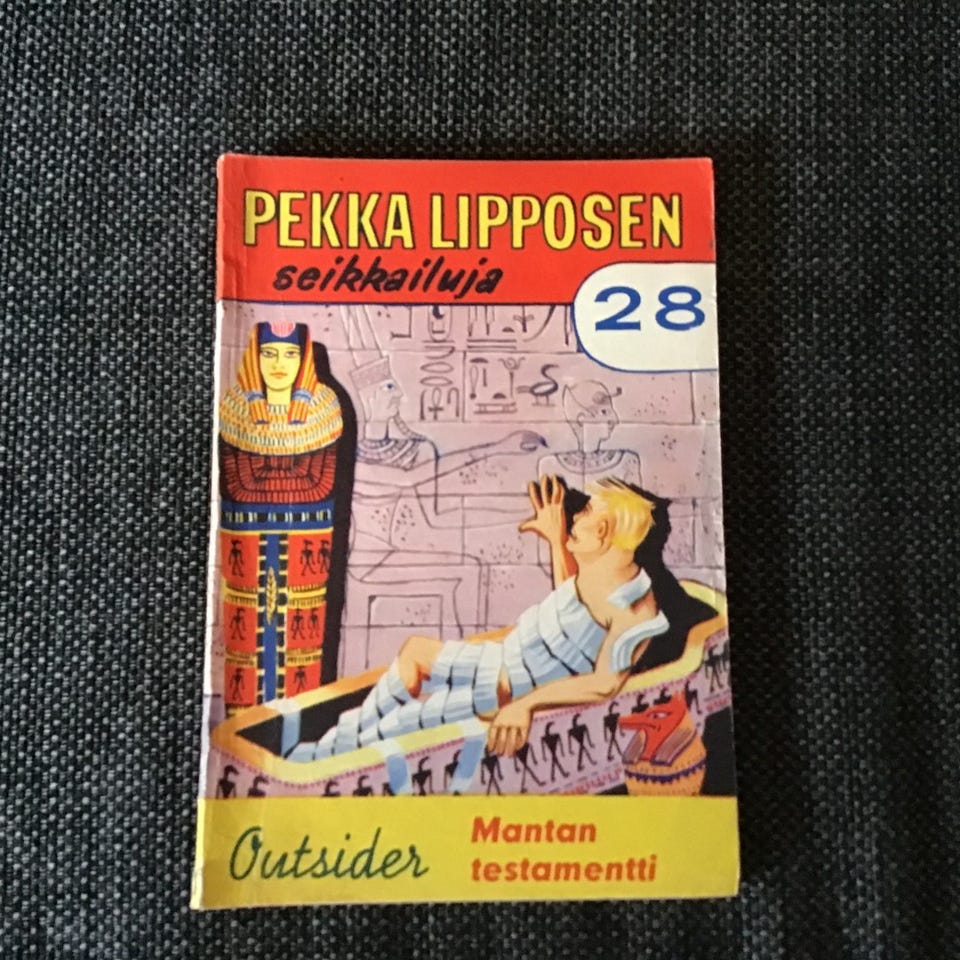 PEKKA LIPPOSEN
seikkailuja
28
Outsider
Mantan
testamentti